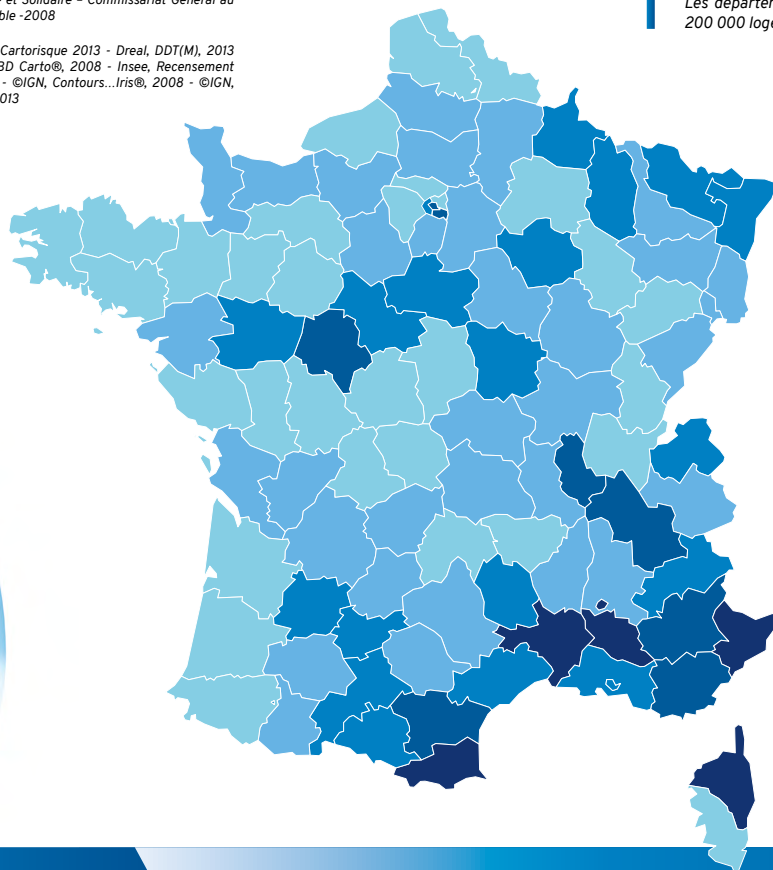 et Solidaire – Commissariat Général au
ble -2008
Cartorisque 2013 - Dreal, DDT(M), 2013
BD Carto®, 2008 - Insee, Recensement
- ©IGN, Contours...Iris®, 2008 - ©IGN,
013
Les départe
200 000 loge